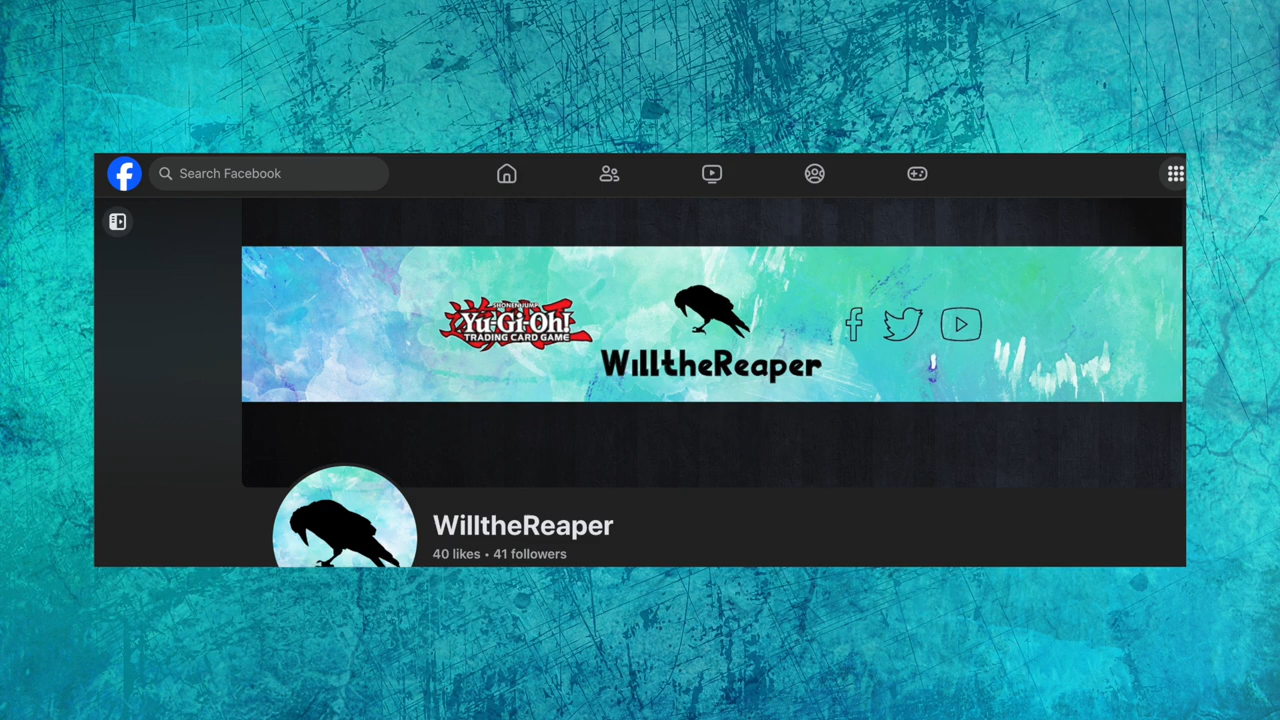 Search Facebook
SHONEN JUMP
Yu-Gi-Oh!
TRADING CARD GAME
WilltheReaper
WilltheReaper
40 likes • 41 followers